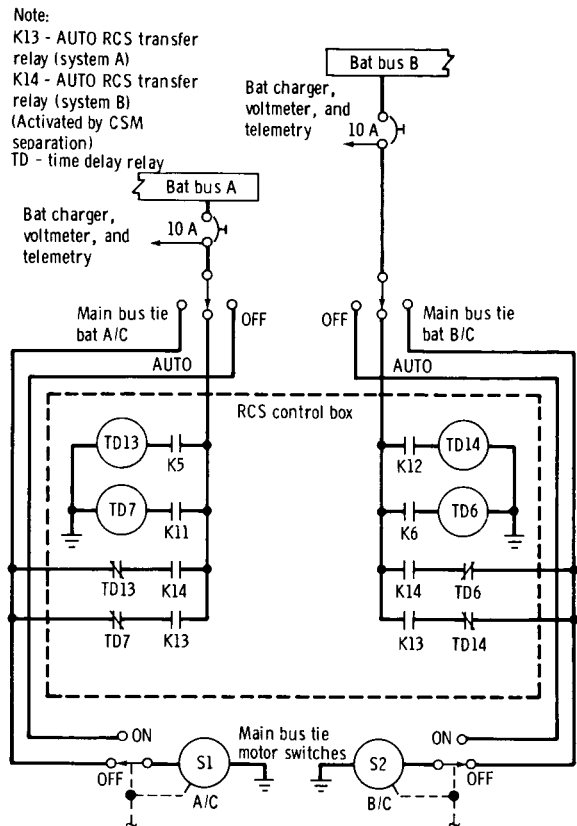 Note:
K13 - AUTO RCS transfer
relay (system A)
K14 - AUTO RCS transfer
relay (system B)
(Activated by CSM
separation)
TD - time delay relay
Bat bus B
Bat charger,
voltmeter, and
telemetry
10 A
Bat bus A
Bat charger,
voltmeter, and
telemetry
10 A
Main bus tie
bat A/C
OFF
AUTO
OFF
Main bus tie
bat B/C
AUTO
RCS control box
TD13
K5
K12
TD14
TD7
K11
K6
TD6
TD13
K14
K14
TD6
TD7
K13
K13
TD14
ON
Main bus tie
motor switches
ON
OFF
S1
A/C
S2
B/C
OFF